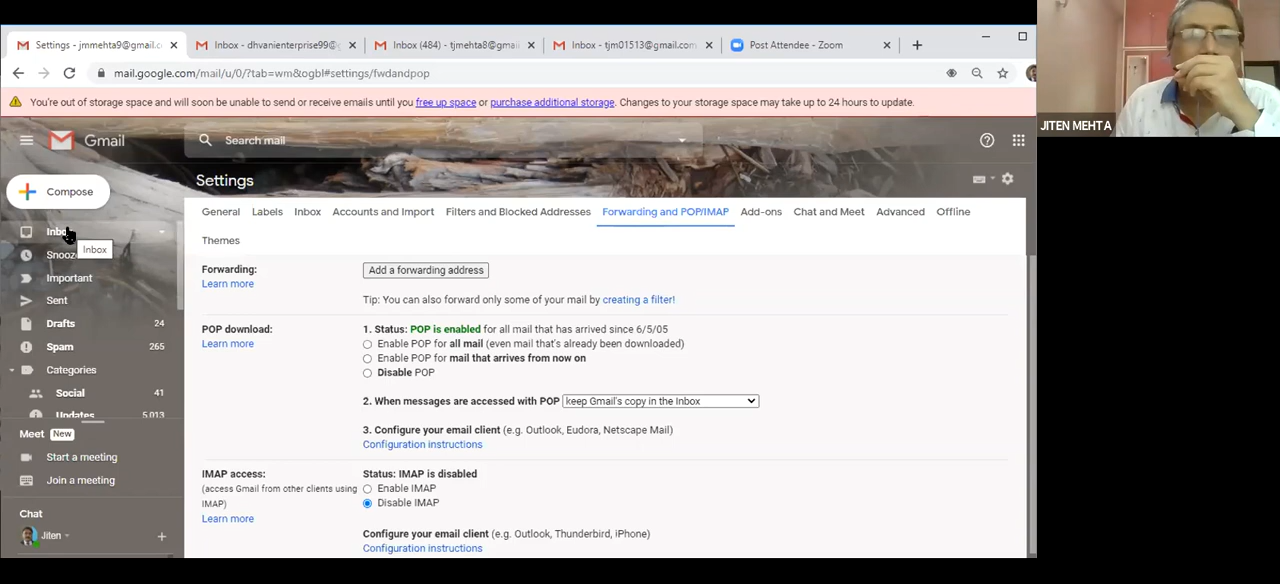 Settings - jmmehta9@gmail.c
Inbox - dhvanienterprise99@
Inbox (484) - tjmehta8@gmail
Inbox - tjm01513@gmail.com
Post Attendee - Zoom
mail.google.com/mail/u/0/?tab=wm&ogbl#settings/fwdandpop
You're out of storage space and will soon be unable to send or receive emails until you free up space or purchase additional storage. Changes to your storage space may take up to 24 hours to update.
Gmail
Search mail
Compose
Inbox
Inbox
Important
Sent
Drafts 24
Spam 265
Categories
Social 41
Updates 5,013
Meet New
Start a meeting
Join a meeting
Chat
Jiten
Settings
General Labels Inbox Accounts and Import Filters and Blocked Addresses Forwarding and POP/IMAP Add-ons Chat and Meet Advanced Offline
Themes
Forwarding:
Learn more
Add a forwarding address
Tip: You can also forward only some of your mail by creating a filter!
POP download:
Learn more
1. Status: POP is enabled for all mail that has arrived since 6/5/05
Enable POP for all mail (even mail that's already been downloaded)
Enable POP for mail that arrives from now on
Disable POP
2. When messages are accessed with POP keep Gmail's copy in the Inbox
3. Configure your email client (e.g. Outlook, Eudora, Netscape Mail)
Configuration instructions
IMAP access:
(access Gmail from other clients using
IMAP)
Learn more
Status: IMAP is disabled
Enable IMAP
Disable IMAP
Configure your email client (e.g. Outlook, Thunderbird, iPhone)
Configuration instructions
JITEN MEHTA